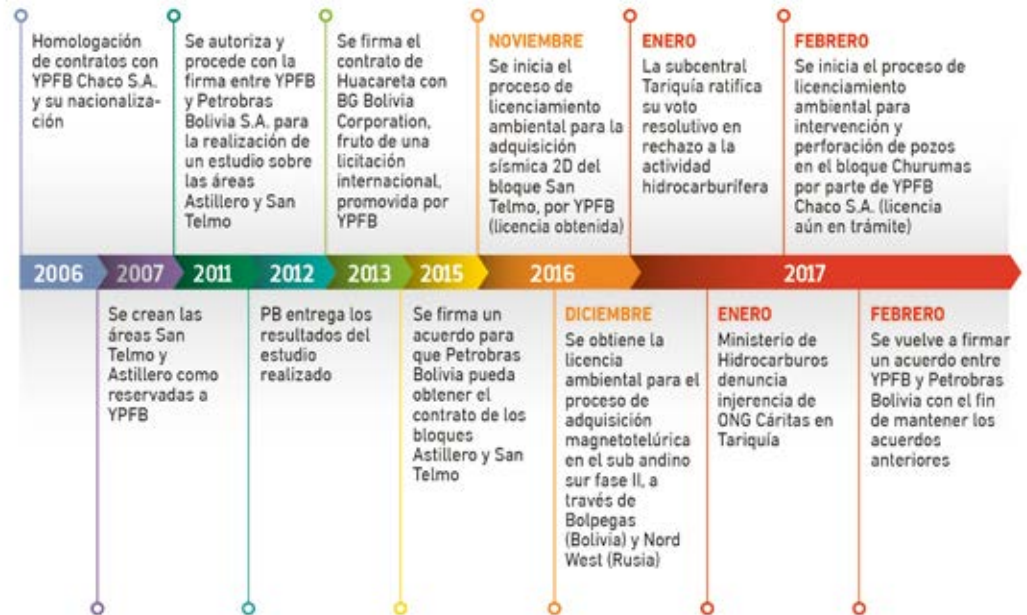 Homologación
de contratos con
YPFB Chaco S.A.
y su nacionaliza-
ción
Se autoriza y
procede con la
firma entre YPFB
y Petrobras
Bolivia S.A. para
la realización de
un estudio sobre
las áreas
Astillero y San
Telmo
Se firma el
contrato de
Huacareta con
BG Bolivia
Corporation,
fruto de una
licitación
internacional,
promovida por
YPFB
NOVIEMBRE
Se inicia el
proceso de
licenciamiento
ambiental para la
adquisición
sísmica 2D del
bloque San
Telmo, por YPFB
(licencia obtenida)
ENERO
La subcentral
Tariquía ratifica
su voto
resolutivo en
rechazo a la
actividad
hidrocarburífera
FEBRERO
Se inicia el proceso de
licenciamiento
ambiental para
intervención y
perforación de pozos
en el bloque Churumas
por parte de YPFB
Chaco S.A. (licencia
aún en trámite)
2006 2007 2011 2012 2013 2015 2016 2017
Se crean las
áreas San
Telmo y
Astillero como
reservadas a
YPFB
PB entrega los
resultados del
estudio
realizado
Se firma un
acuerdo para
que Petrobras
Bolivia pueda
obtener el
contrato de los
bloques
Astillero y San
Telmo
DICIEMBRE
Se obtiene la
licencia
ambiental para el
proceso de
adquisición
magnetotelúrica
en el sub andino
sur fase II, a
través de
Bolpegas
(Bolivia) y Nord
West (Rusia)
ENERO
Ministerio de
Hidrocarburos
denuncia
injerencia de
ONG Cáritas en
Tariquía
FEBRERO
Se vuelve a firmar
un acuerdo entre
YPFB y Petrobras
Bolivia con el fin
de mantener los
acuerdos
anteriores